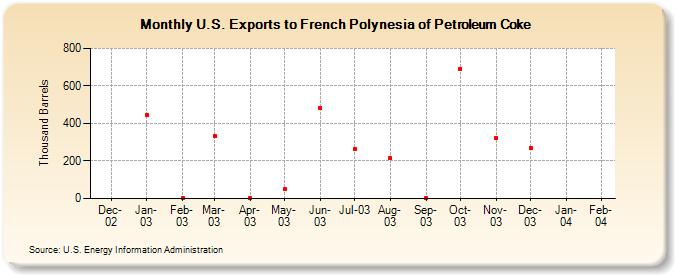 Monthly U.S. Exports to French Polynesia of Petroleum Coke
Thousand Barrels
800
600
400
200
0
Dec-02 Jan-03 Feb-03 Mar-03 Apr-03 May-03 Jun-03 Jul-03 Aug-03 Sep-03 Oct-03 Nov-03 Dec-03 Jan-04 Feb-04
Source: U.S. Energy Information Administration